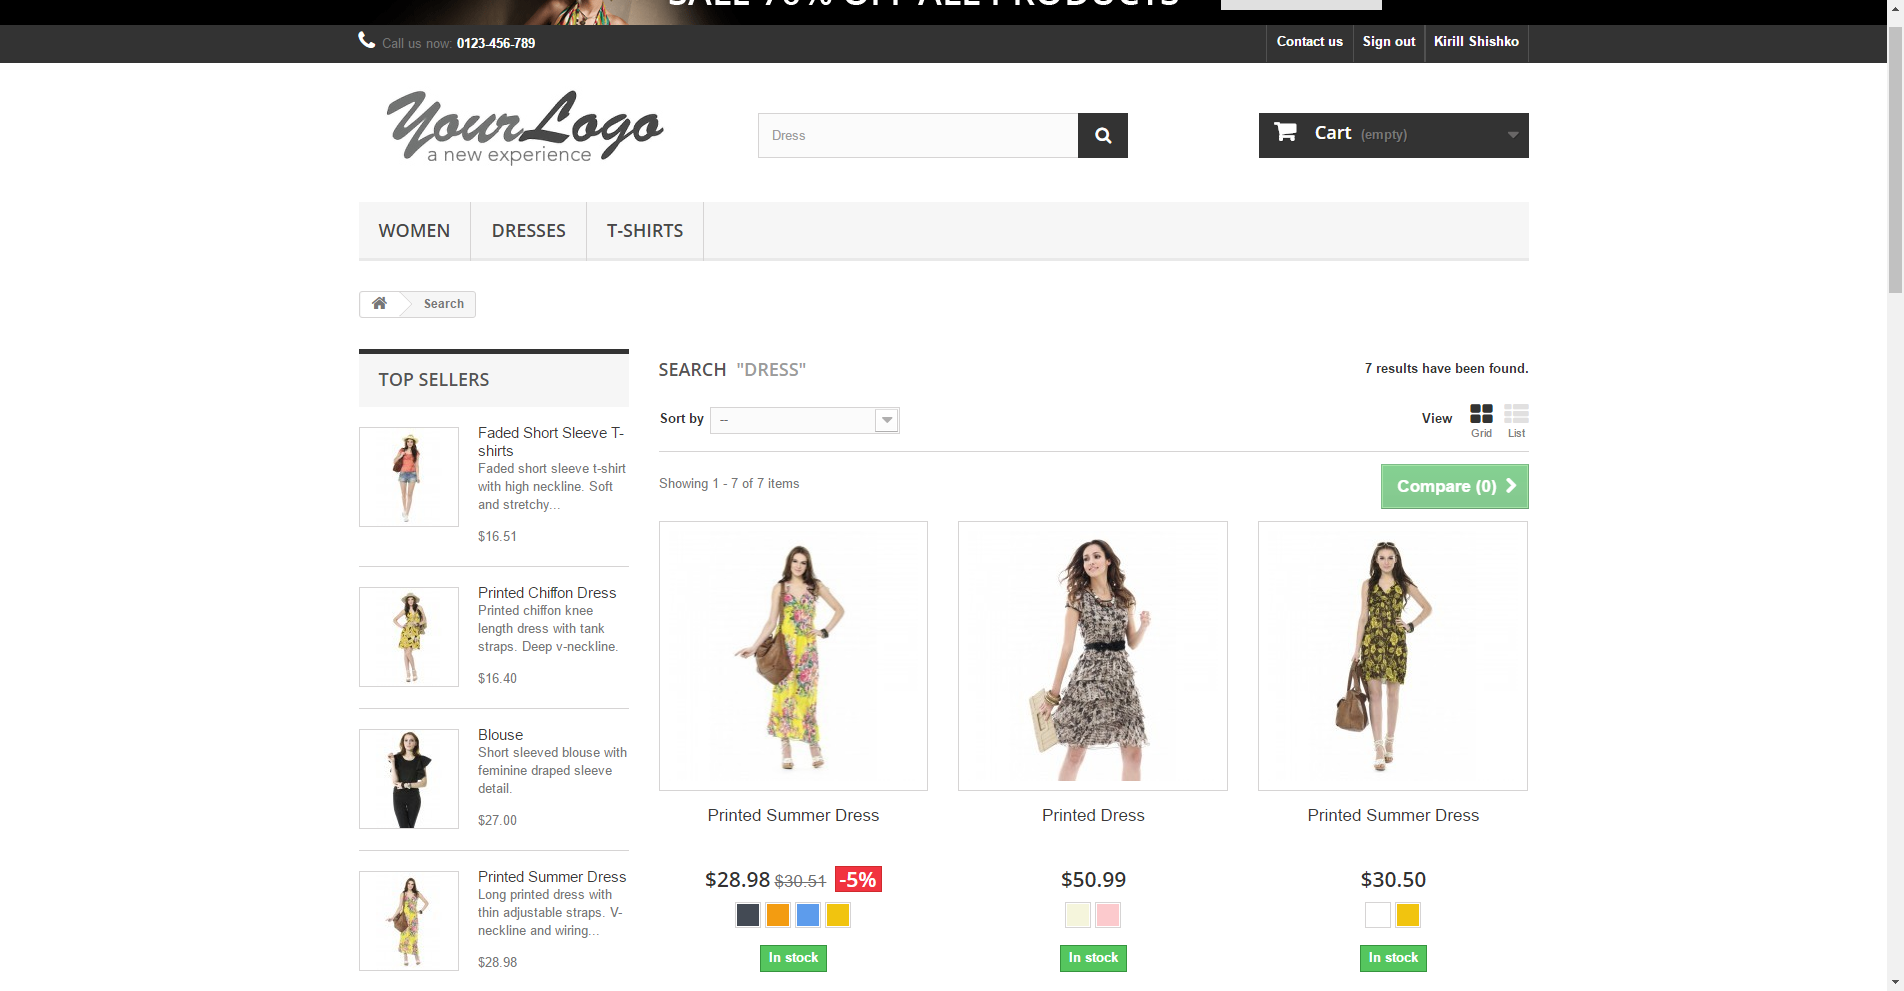 SALE 70% OFF ALL PRODUCTS
Call us now: 0123-456-789
Contact us
Sign out
Kirill Shishko
YourLogo
a new experience
Dress
Cart (empty)
WOMEN
DRESSES
T-SHIRTS
Search
TOP SELLERS
Faded Short Sleeve T-
shirts
Faded short sleeve t-shirt
with high neckline. Soft
and stretchy...
$16.51
Printed Chiffon Dress
Printed chiffon knee
length dress with tank
straps. Deep v-neckline.
$16.40
Blouse
Short sleeved blouse with
feminine draped sleeve
detail.
$27.00
Printed Summer Dress
Long printed dress with
thin adjustable straps. V-
neckline and wiring...
$28.98
SEARCH "DRESS"
7 results have been found.
Sort by --
View
Grid
List
Showing 1 - 7 of 7 items
Compare (0)
Printed Summer Dress
$28.98 $30.51 -5%
In stock
Printed Dress
$50.99
In stock
Printed Summer Dress
$30.50
In stock